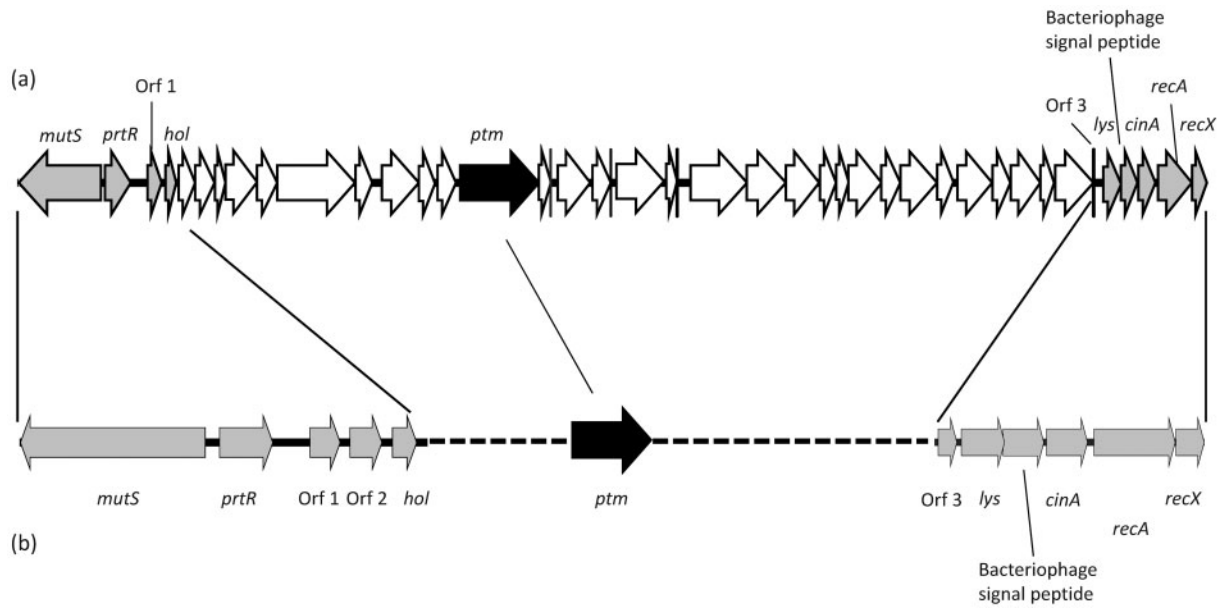 Bacteriophage
signal peptide
(a)
Orf 1
recA
Orf 3
mutS prtR hol ptm lys cinA recX
mutS prtR Orf 1 Orf 2 hol ptm Orf 3 lys cinA recX
recA
(b)
Bacteriophage
signal peptide